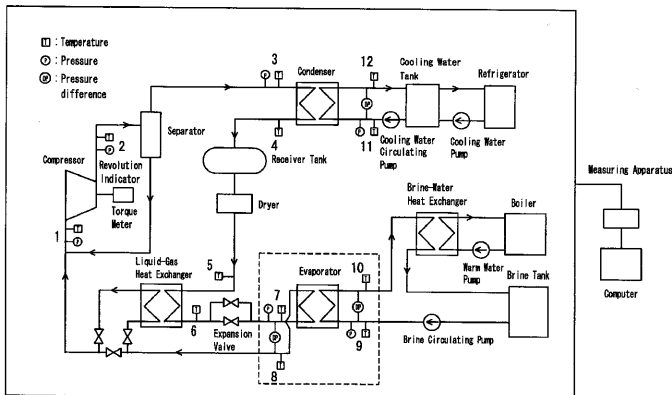 T : Temperature
P : Pressure
DP : Pressure
difference
3
P
T
Condenser
12
T
Cooling Water
Tank
Refrigerator
Separator
DP
T
4
P
T
11
Cooling Water
Circulating
Pump
Cooling Water
Pump
T
P
2
Compressor
Revolution
Indicator
Torque
Meter
Receiver Tank
Dryer
Measuring Apparatus
Computer
Brine-Water
Heat Exchanger
Boiler
Warm Water
Pump
Brine Tank
1
T
P
Liquid-Gas
Heat Exchanger
5
T
Evaporator
10
T
7
P
T
DP
T
6
Expansion
Valve
DP
P
T
9
T
8
Brine Circulating Pump